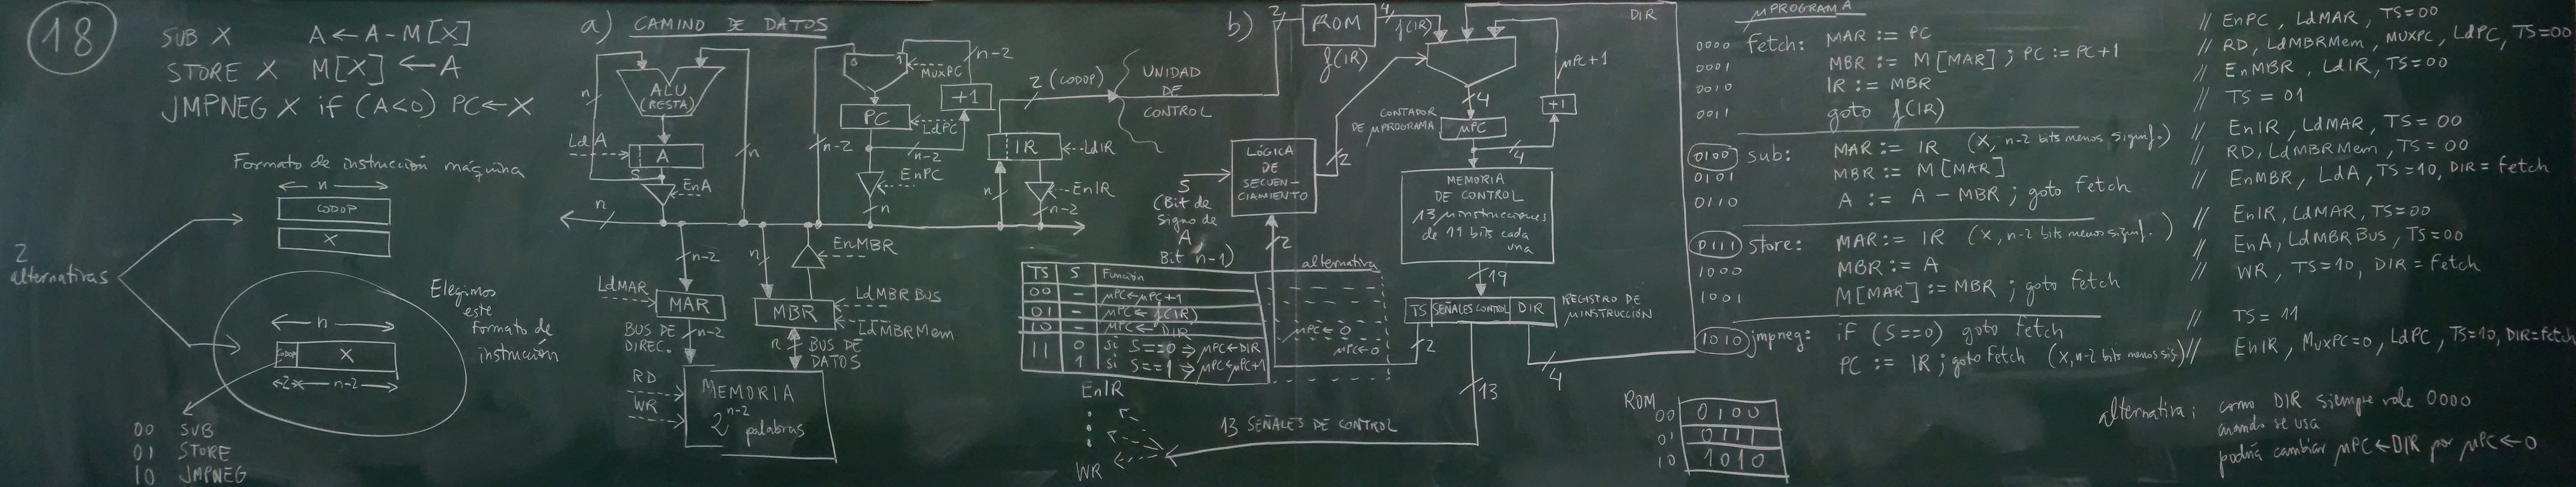 18
SUB X A ← A - M[X]
STORE X M[X] ← A
JMPNEG X if (A<0) PC ← X
Formato de instrucción máquina
n
CODOP
X
2
alternativas
Elegimos
este
formato de
instrucción
n
CODOP X
2 n-2
00 SUB
01 STORE
10 JMPNEG
a) CAMINO DE DATOS
ALU
(RESTA)
n
LdA
A
S
EnA
n
n
0 1
MuxPC
n-2
+1
PC
LdPC
n-2
n-2
EnPC
n
2 (CODOP)
UNIDAD
DE
CONTROL
IR
LdIR
n
EnIR
n-2
n-2
n
EnMBR
LdMAR
MAR
MBR
LdMBR BUS
LdMBRMem
BUS DE
DIREC.
n-2
n
BUS DE
DATOS
RD
WR
MEMORIA
2^n-2
palabras
b)
2
ROM
f(IR)
4
f(IR)
DIR
μPC+1
+1
4
CONTADOR
DE μPROGRAMA
μPC
4
LÓGICA
DE
SECUEN-
CIAMIENTO
2
S
(Bit de
signo de
A,
Bit n-1)
2
MEMORIA
DE CONTROL
13 μinstrucciones
de 19 bits cada
una
19
TS SEÑALES CONTROL DIR
REGISTRO DE
μINSTRUCCIÓN
2
13
4
TS S Función
00 - μPC←μPC+1
01 - μPC←f(IR)
10 - μPC←DIR
11 0 si S==0 ⇒ μPC←DIR
1 si S==1 ⇒ μPC←μPC+1
alternativa
μPC←0
μPC←0
EnIR
WR
13 SEÑALES DE CONTROL
μPROGRAMA
0000 fetch: MAR := PC // EnPC, LdMAR, TS=00
0001 MBR := M[MAR]; PC := PC+1 // RD, LdMBRMem, MUXPC, LdPC, TS=00
0010 IR := MBR // EnMBR, LdIR, TS=00
0011 goto f(IR) // TS = 01
0100 sub: MAR := IR (X, n-2 bits menos signif.) // EnIR, LdMAR, TS=00
0101 MBR := M[MAR] // RD, LdMBRMem, TS=00
0110 A := A - MBR; goto fetch // EnMBR, LdA, TS=10, DIR=fetch
0111 store: MAR := IR (X, n-2 bits menos signif.) // EnIR, LdMAR, TS=00
1000 MBR := A // EnA, LdMBR BUS, TS=00
1001 M[MAR] := MBR; goto fetch // WR, TS=10, DIR = fetch
1010 jmpneg: if (S==0) goto fetch // TS = 11
PC := IR; goto fetch (X, n-2 bits menos sig.) // EnIR, MuxPC=0, LdPC, TS=10, DIR=fetch
ROM
00 0100
01 0111
10 1010
alternativa: como DIR siempre vale 0000
cuando se usa
podría cambiar μPC←DIR por μPC←0